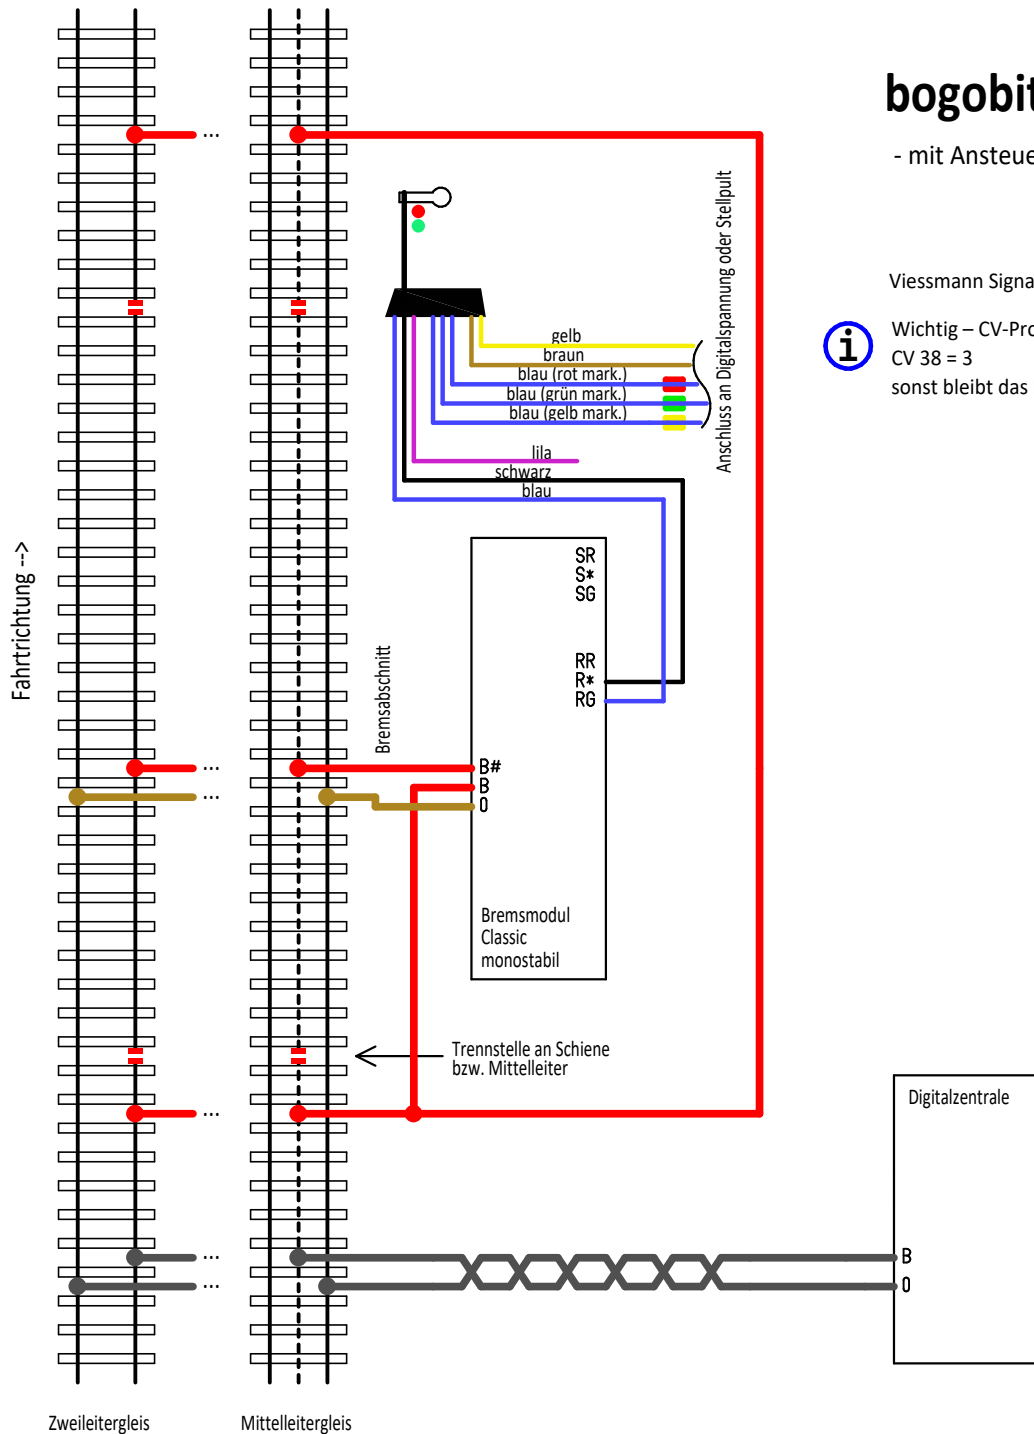 bogobit
- mit Ansteue
Viessmann Signa
i
Wichtig – CV-Pro
CV 38 = 3
sonst bleibt das
...
Anschluss an Digitalspannung oder Stellpult
gelb
braun
blau (rot mark.)
blau (grün mark.)
blau (gelb mark.)
lila
schwarz
blau
Fahrtrichtung -->
SR
S*
SG
RR
R*
RG
Bremsabschnitt
...
...
B#
B
O
Bremsmodul
Classic
monostabil
Trennstelle an Schiene
bzw. Mittelleiter
...
Digitalzentrale
...
...
B
O
Zweileitergleis
Mittelleitergleis